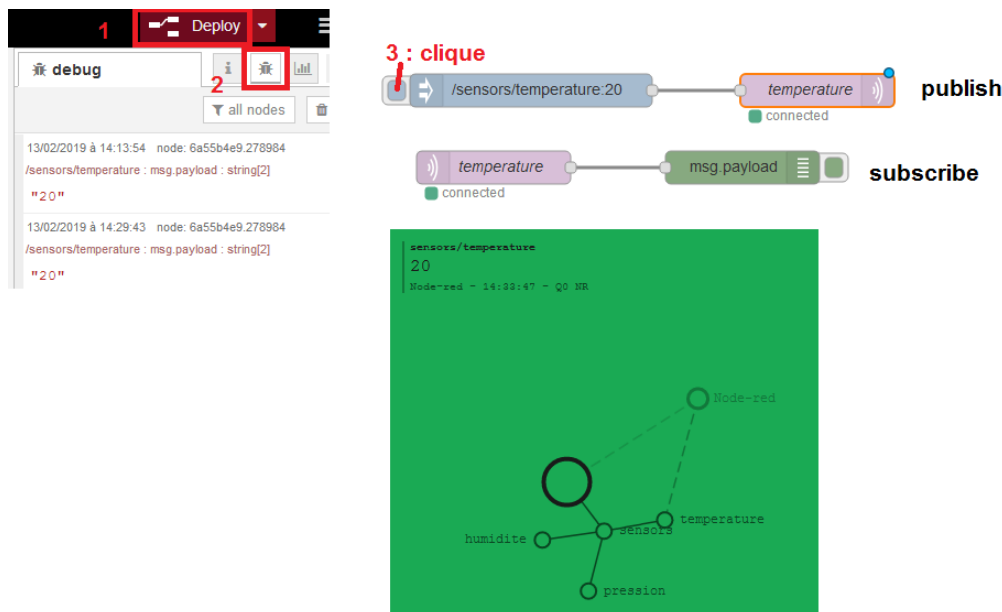 1
Deploy
debug
i
2
all nodes
13/02/2019 à 14:13:54 node: 6a55b4e9.278984
/sensors/temperature : msg.payload : string[2]
"20"
13/02/2019 à 14:29:43 node: 6a55b4e9.278984
/sensors/temperature : msg.payload : string[2]
"20"
3 : clique
/sensors/temperature:20
temperature
publish
connected
temperature
msg.payload
subscribe
connected
sensors/temperature
20
Node-red - 14:33:47 - Q0 NR
Node-red
temperature
sensors
humidite
pression